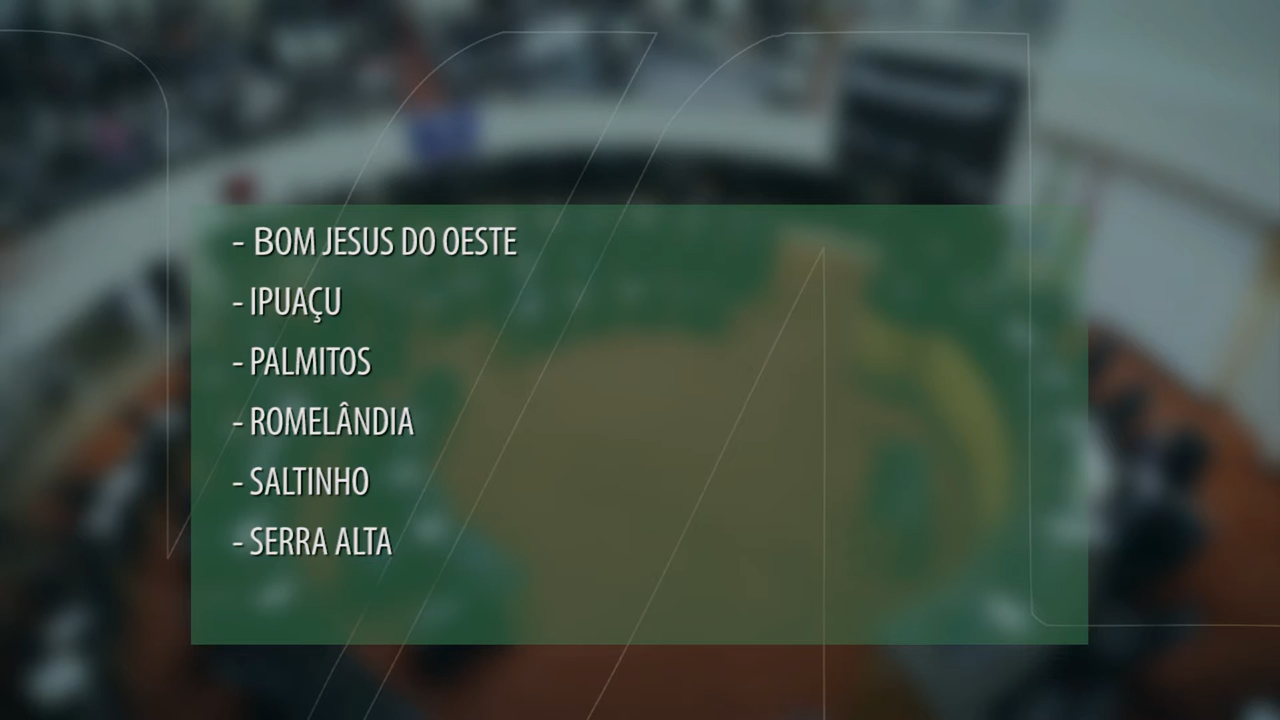 - BOM JESUS DO OESTE
- IPUAÇU
- PALMITOS
- ROMELÂNDIA
- SALTINHO
- SERRA ALTA